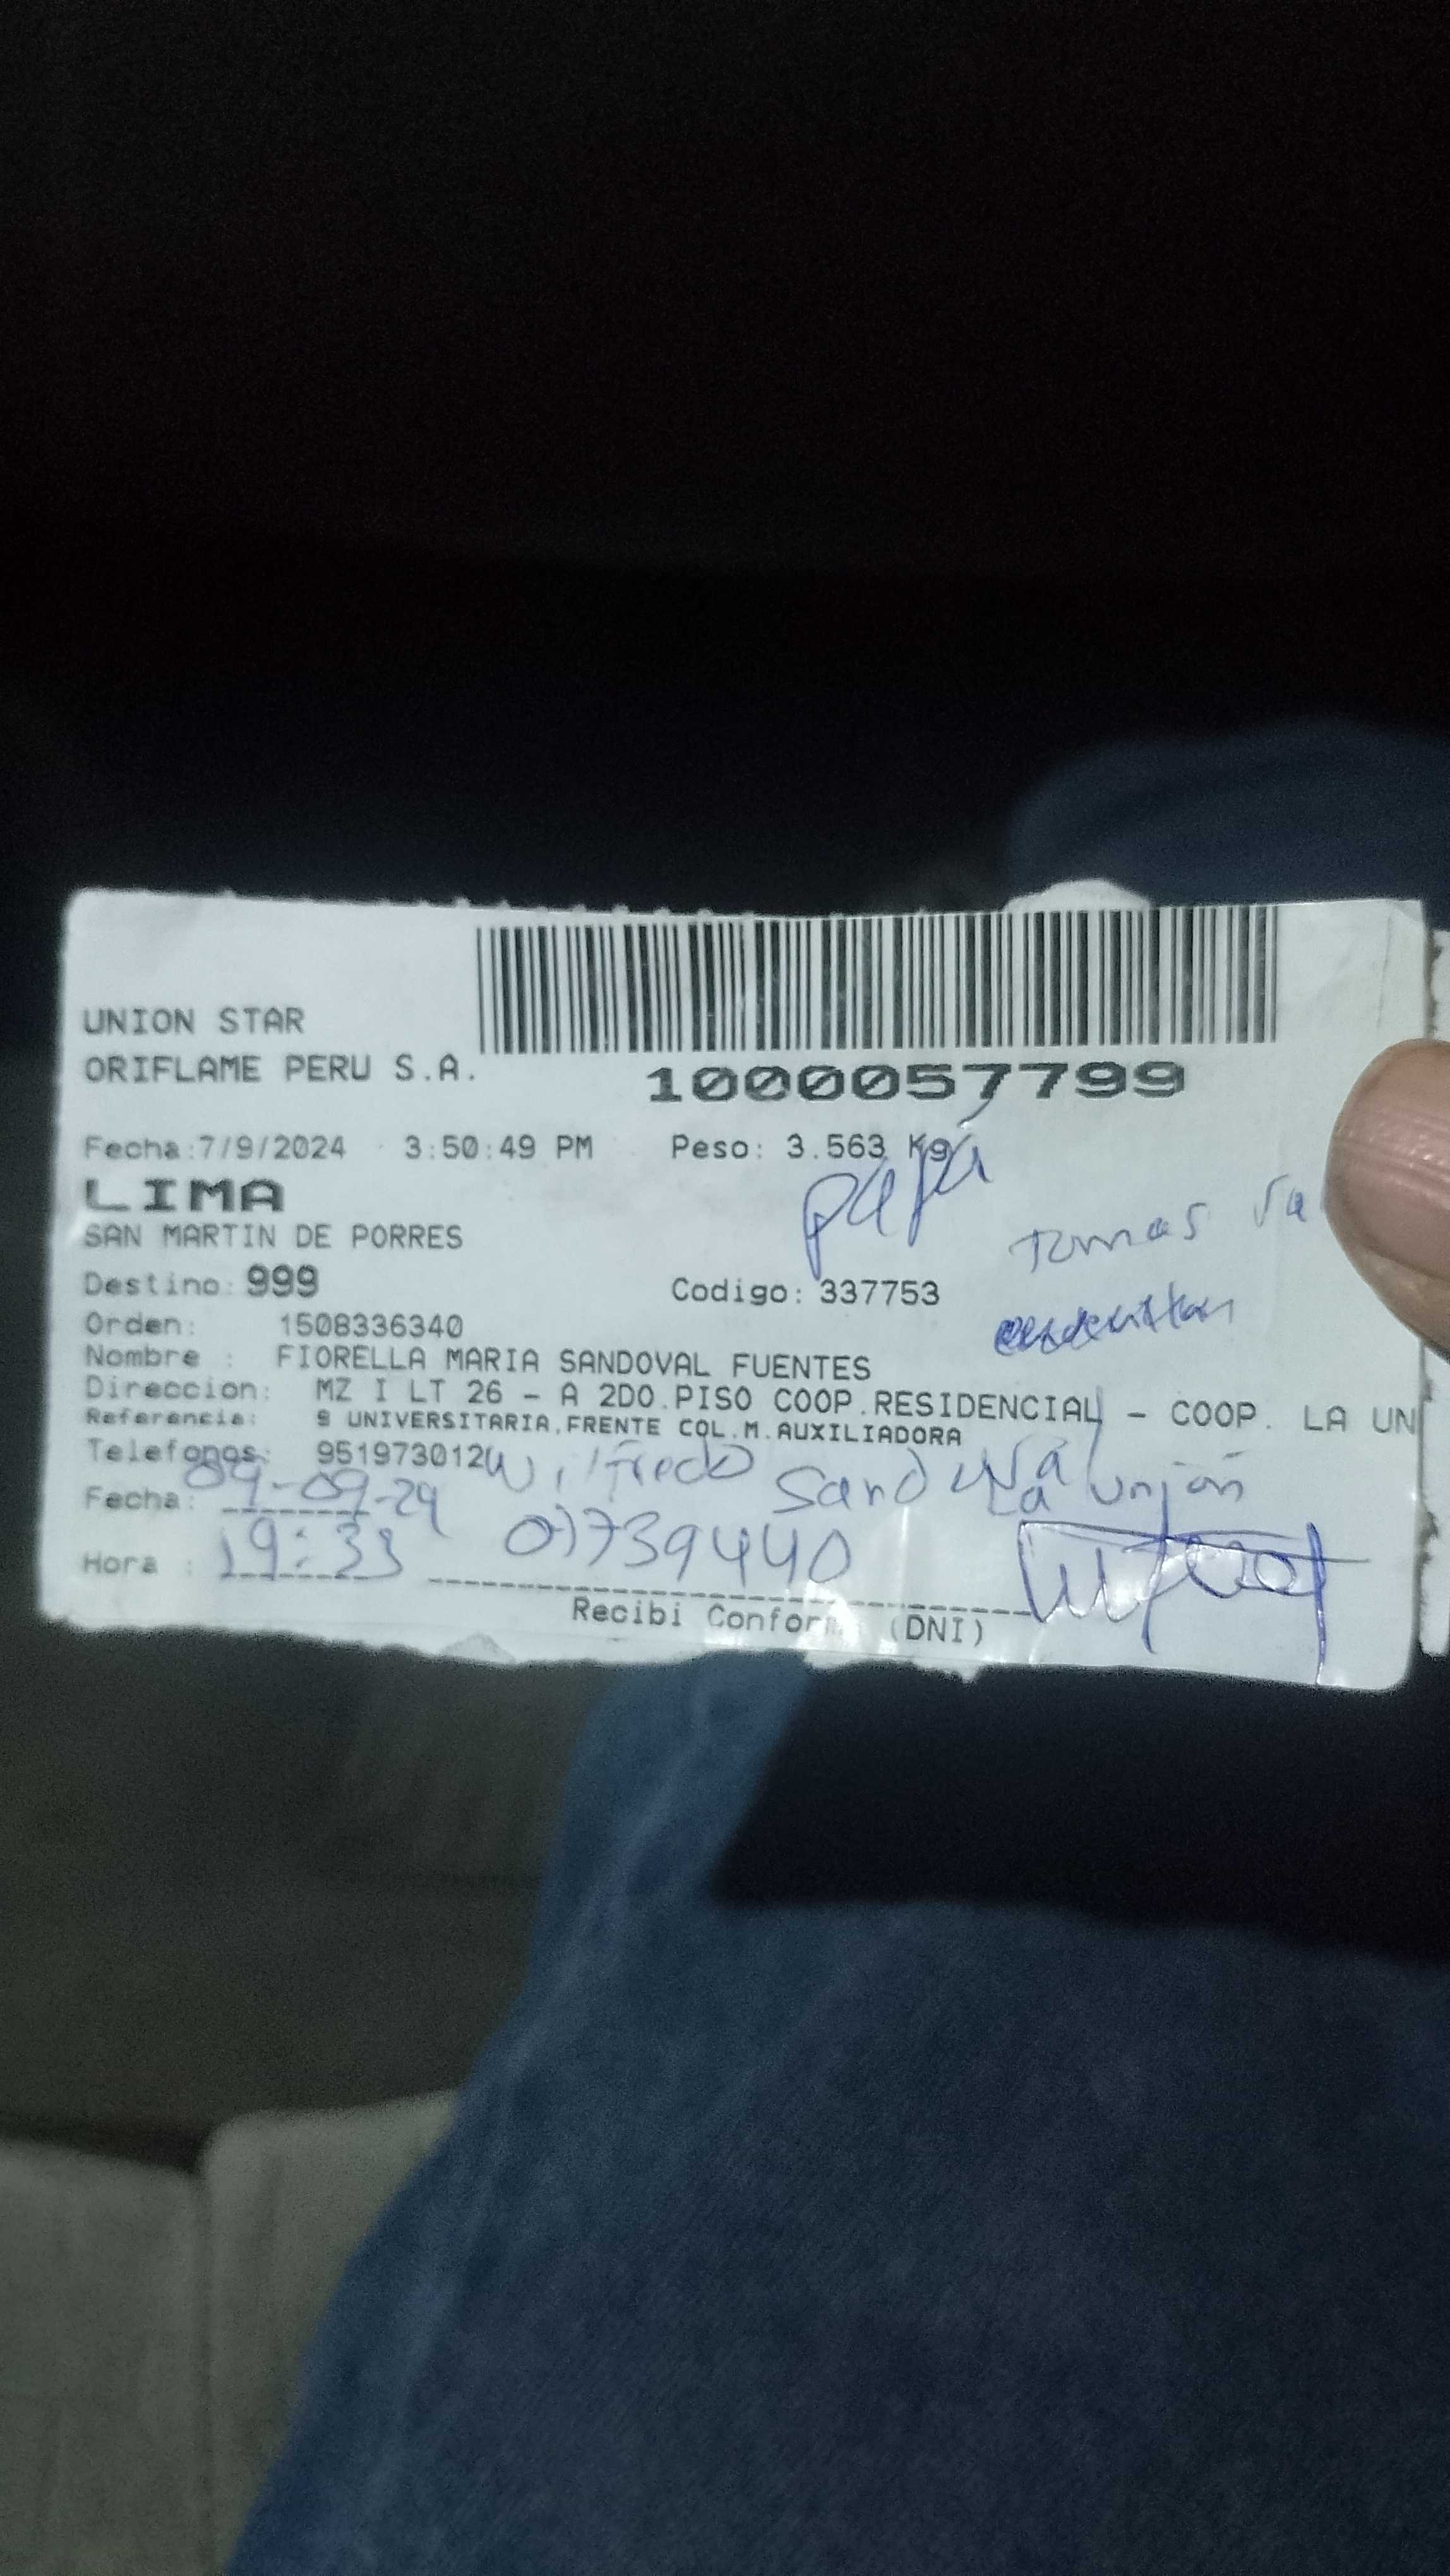 UNION STAR
ORIFLAME PERU S.A.
1000057799
Fecha:7/9/2024 3:50:49 PM Peso: 3.563 Kg
papá
LIMA
Tomas Va
SAN MARTIN DE PORRES
Destino: 999 Codigo: 337753
Orden: 1508336340
Nombre : FIORELLA MARIA SANDOVAL FUENTES
Direccion: MZ I LT 26 - A 2DO.PISO COOP.RESIDENCIAL - COOP. LA UN
Referencia: S UNIVERSITARIA,FRENTE COL.M.AUXILIADORA
Telefonos: 951973012 Wilfredo Sandoval
La unión
Fecha: 09-09-24
Hora : 19:33
Recibi Conforme (DNI)